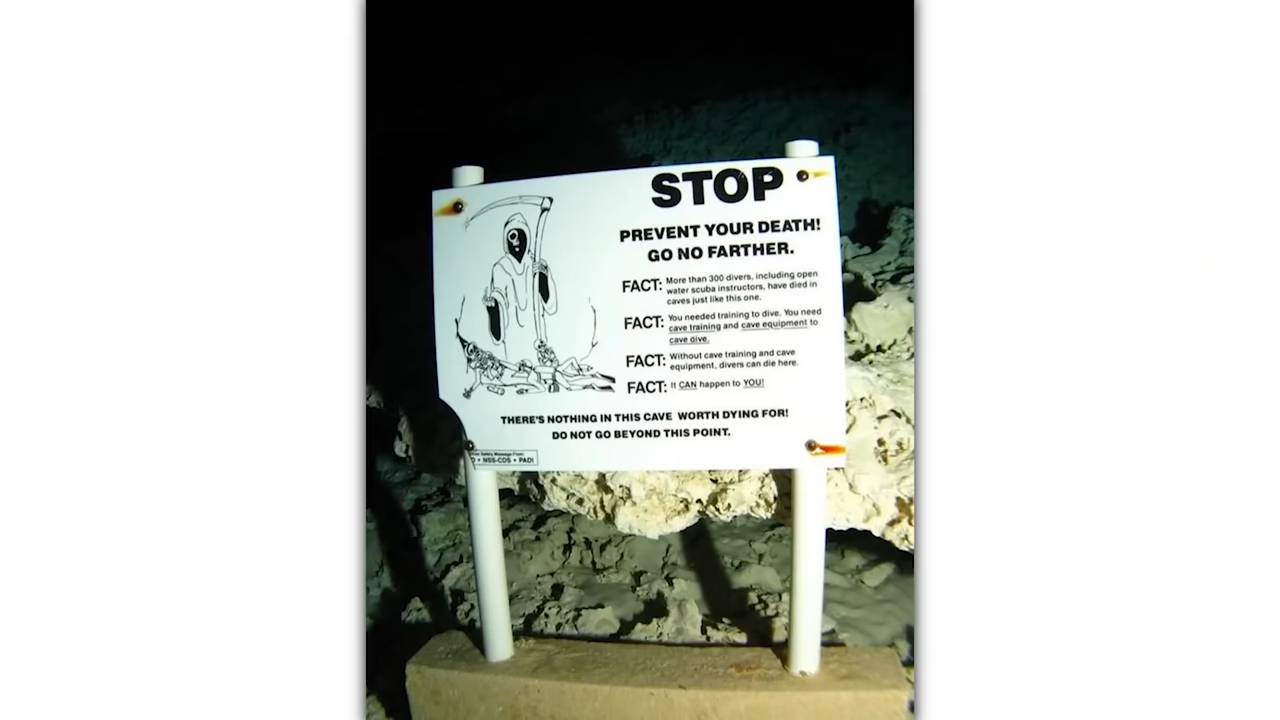 STOP
PREVENT YOUR DEATH!
GO NO FARTHER.
FACT: More than 300 divers, including open
water scuba instructors, have died in
caves just like this one.
FACT: You needed training to dive. You need
cave training and cave equipment to
cave dive.
FACT: Without cave training and cave
equipment, divers can die here.
FACT: It CAN happen to YOU!
THERE'S NOTHING IN THIS CAVE WORTH DYING FOR!
DO NOT GO BEYOND THIS POINT.
Safety Message From:
• NSS-CDS • PADI